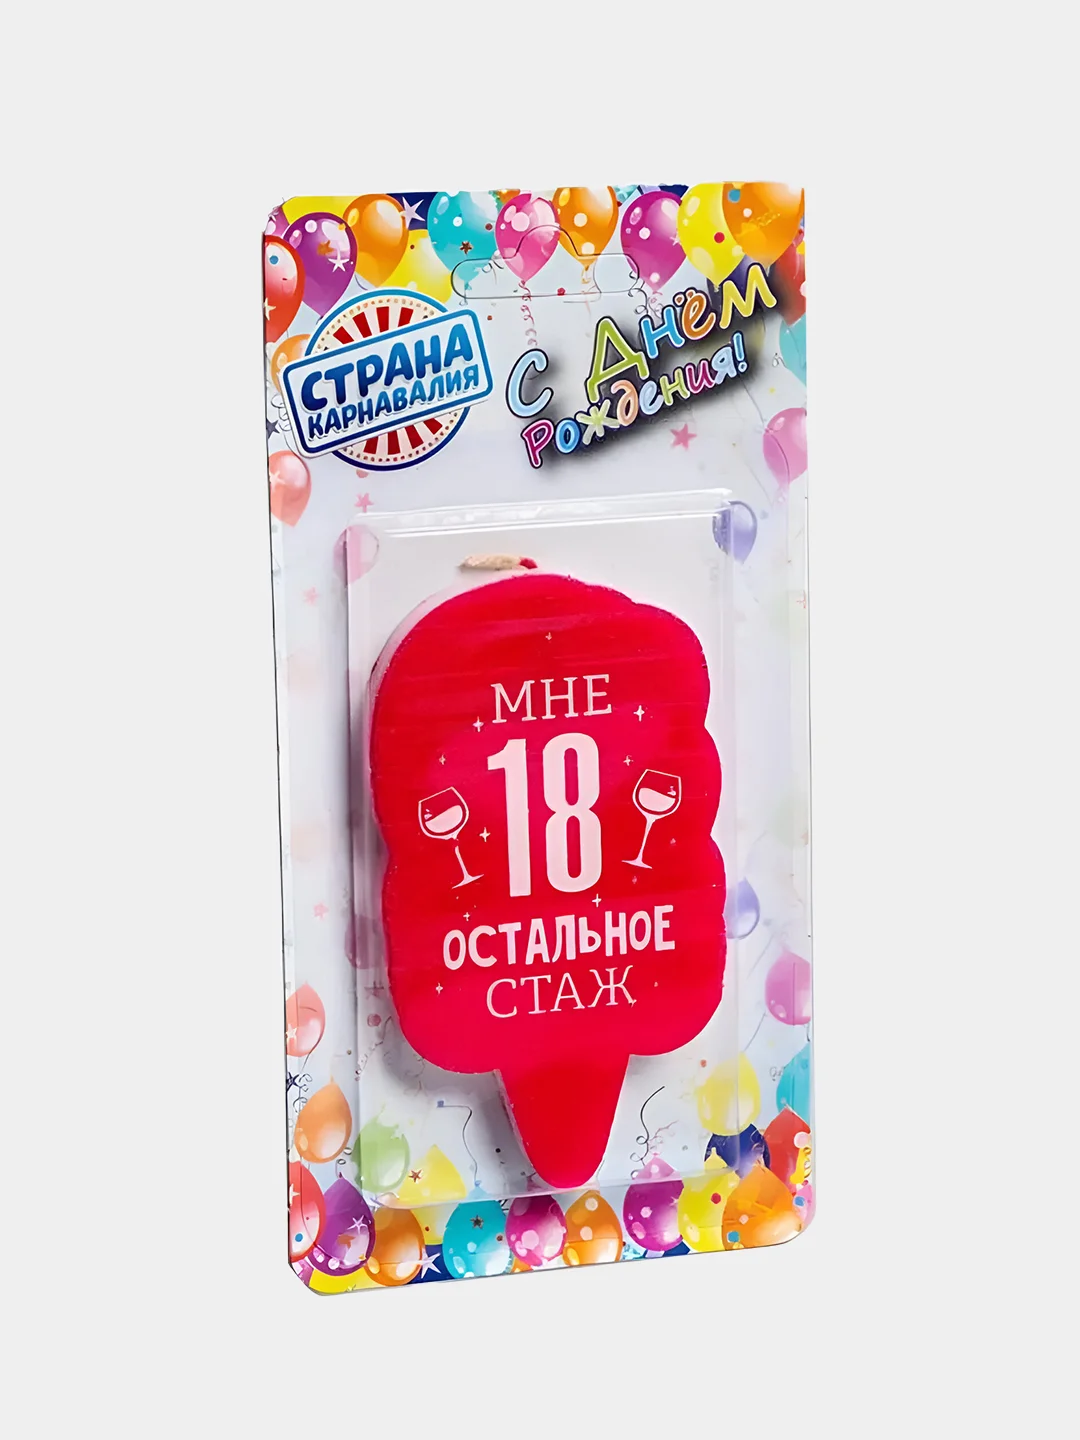 СТРАНА
КАРНАВАЛИЯ
С Днём
Рождения!
МНЕ
18
ОСТАЛЬНОЕ
СТАЖ